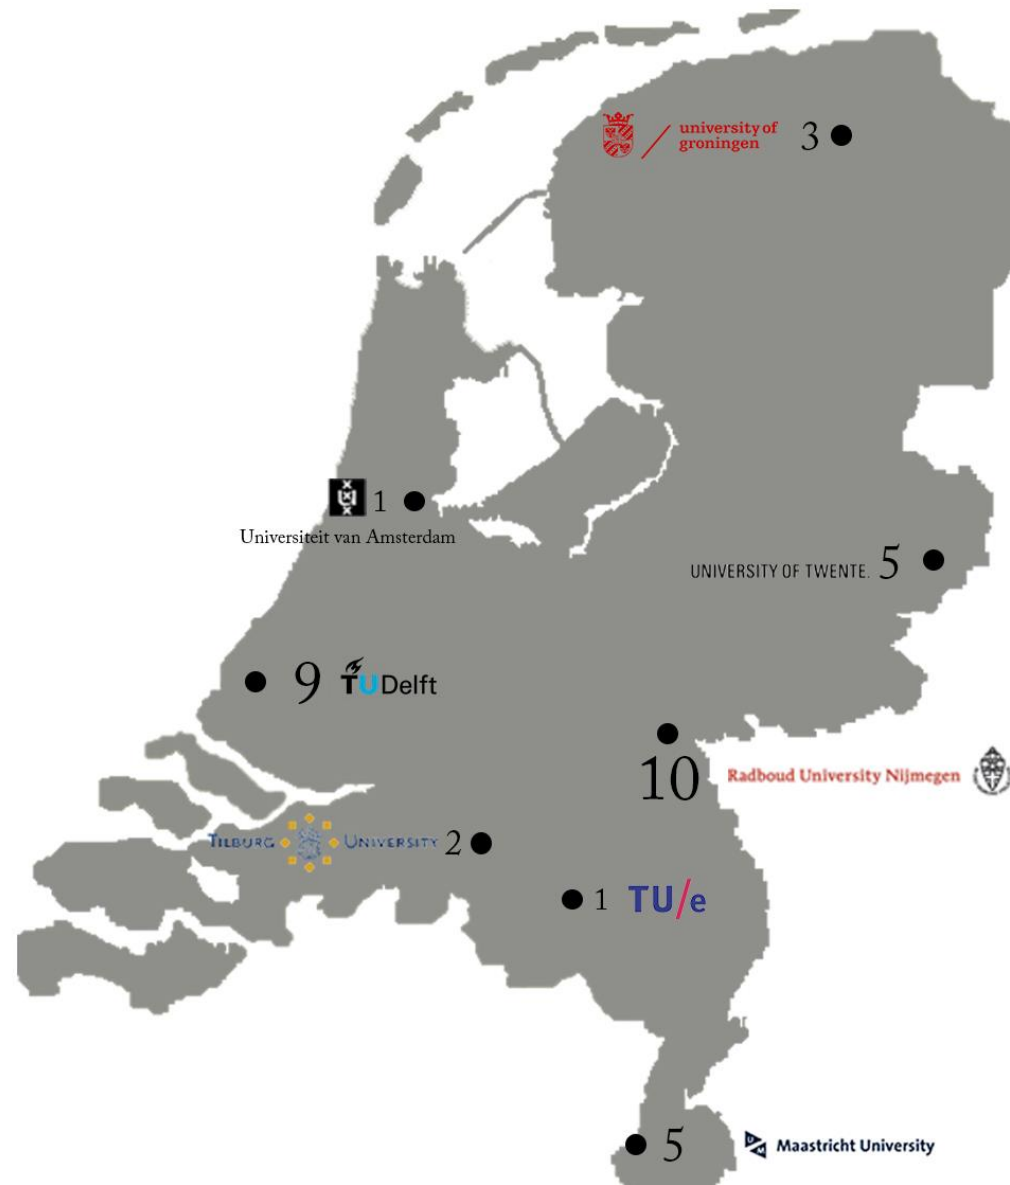 university of
groningen
3
1
Universiteit van Amsterdam
UNIVERSITY OF TWENTE. 5
9 TUDelft
10
Radboud University Nijmegen
TILBURG UNIVERSITY 2
1 TU/e
5
Maastricht University